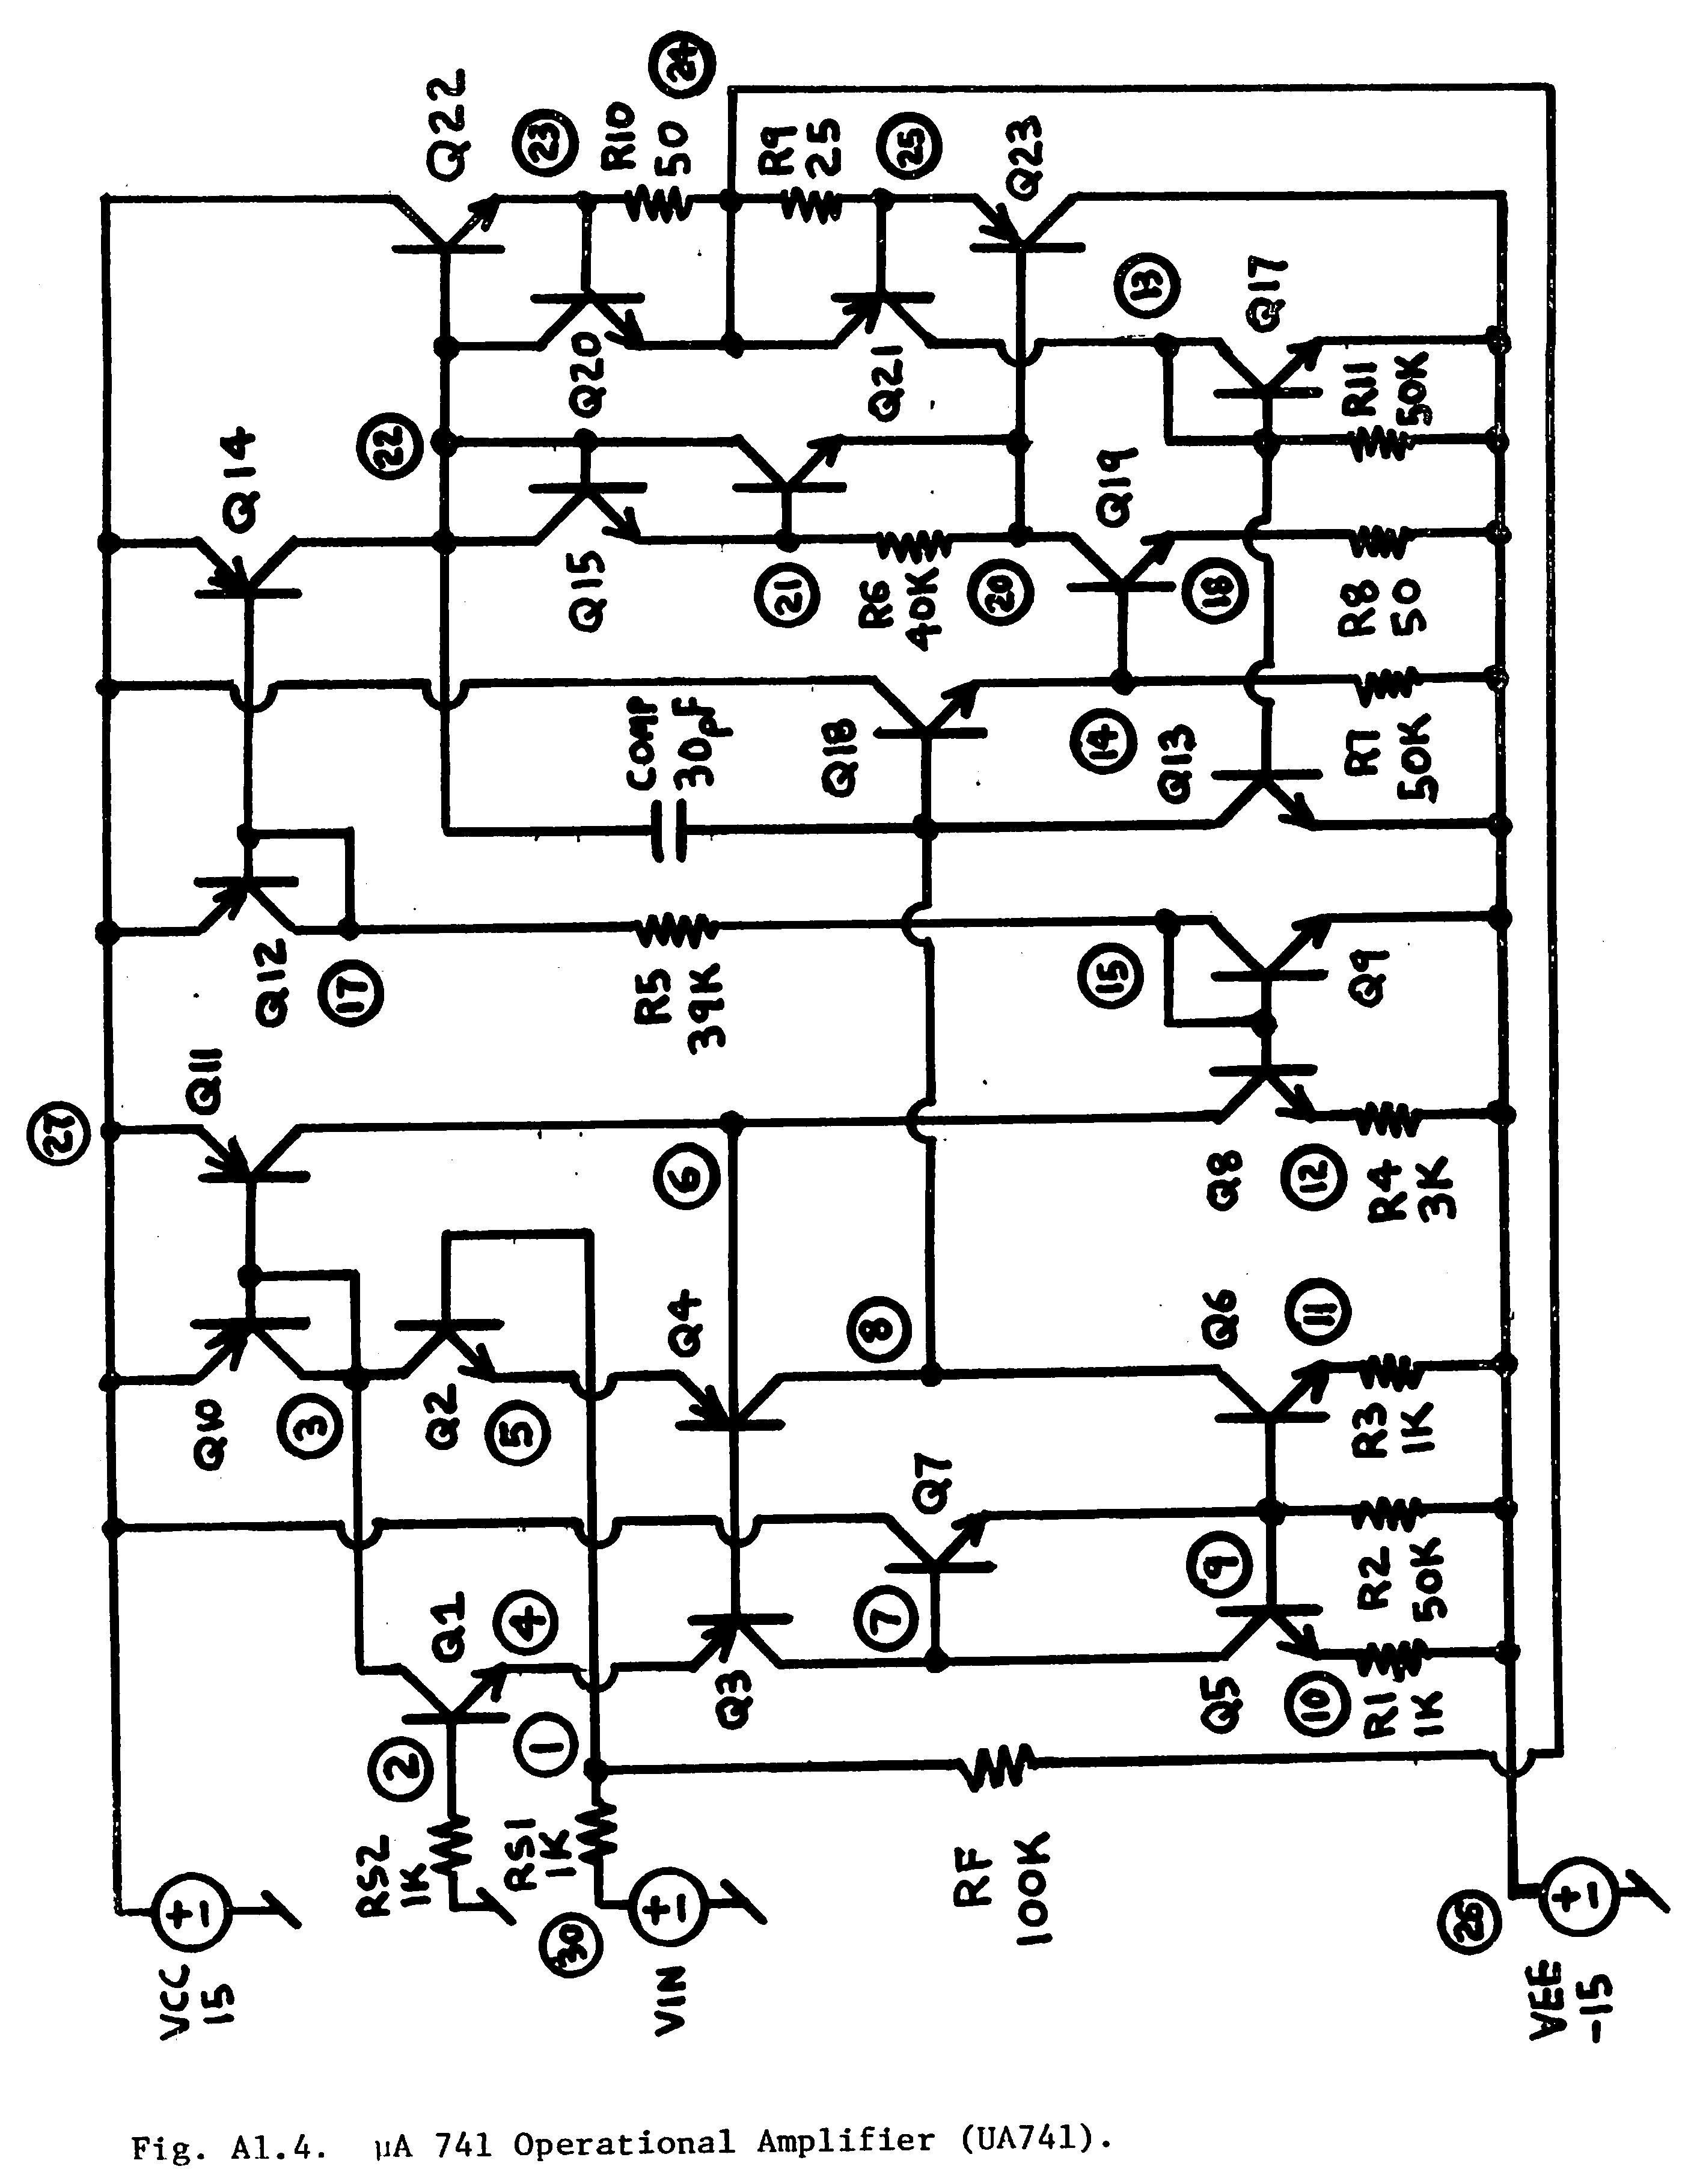 VCC
15
27
Q10
Q11
Q12
Q14
3
17
22
Q22
RS2
1K
2
Q1
Q2
4
5
RS1
1K
1
30
VIN
Q15
Q20
23
R10
50
24
Q3
Q4
6
R5
39K
COMP
30pF
21
R9
25
7
Q7
8
Q18
R6
40K
Q21
25
RF
100K
20
Q23
14
Q19
15
13
Q5
9
Q6
Q8
Q13
18
Q17
10
11
12
Q9
R1
1K
R2
50K
R3
1K
R4
3K
R7
50K
R8
50
R11
50K
26
VEE
-15
Fig. A1.4. μA 741 Operational Amplifier (UA741).